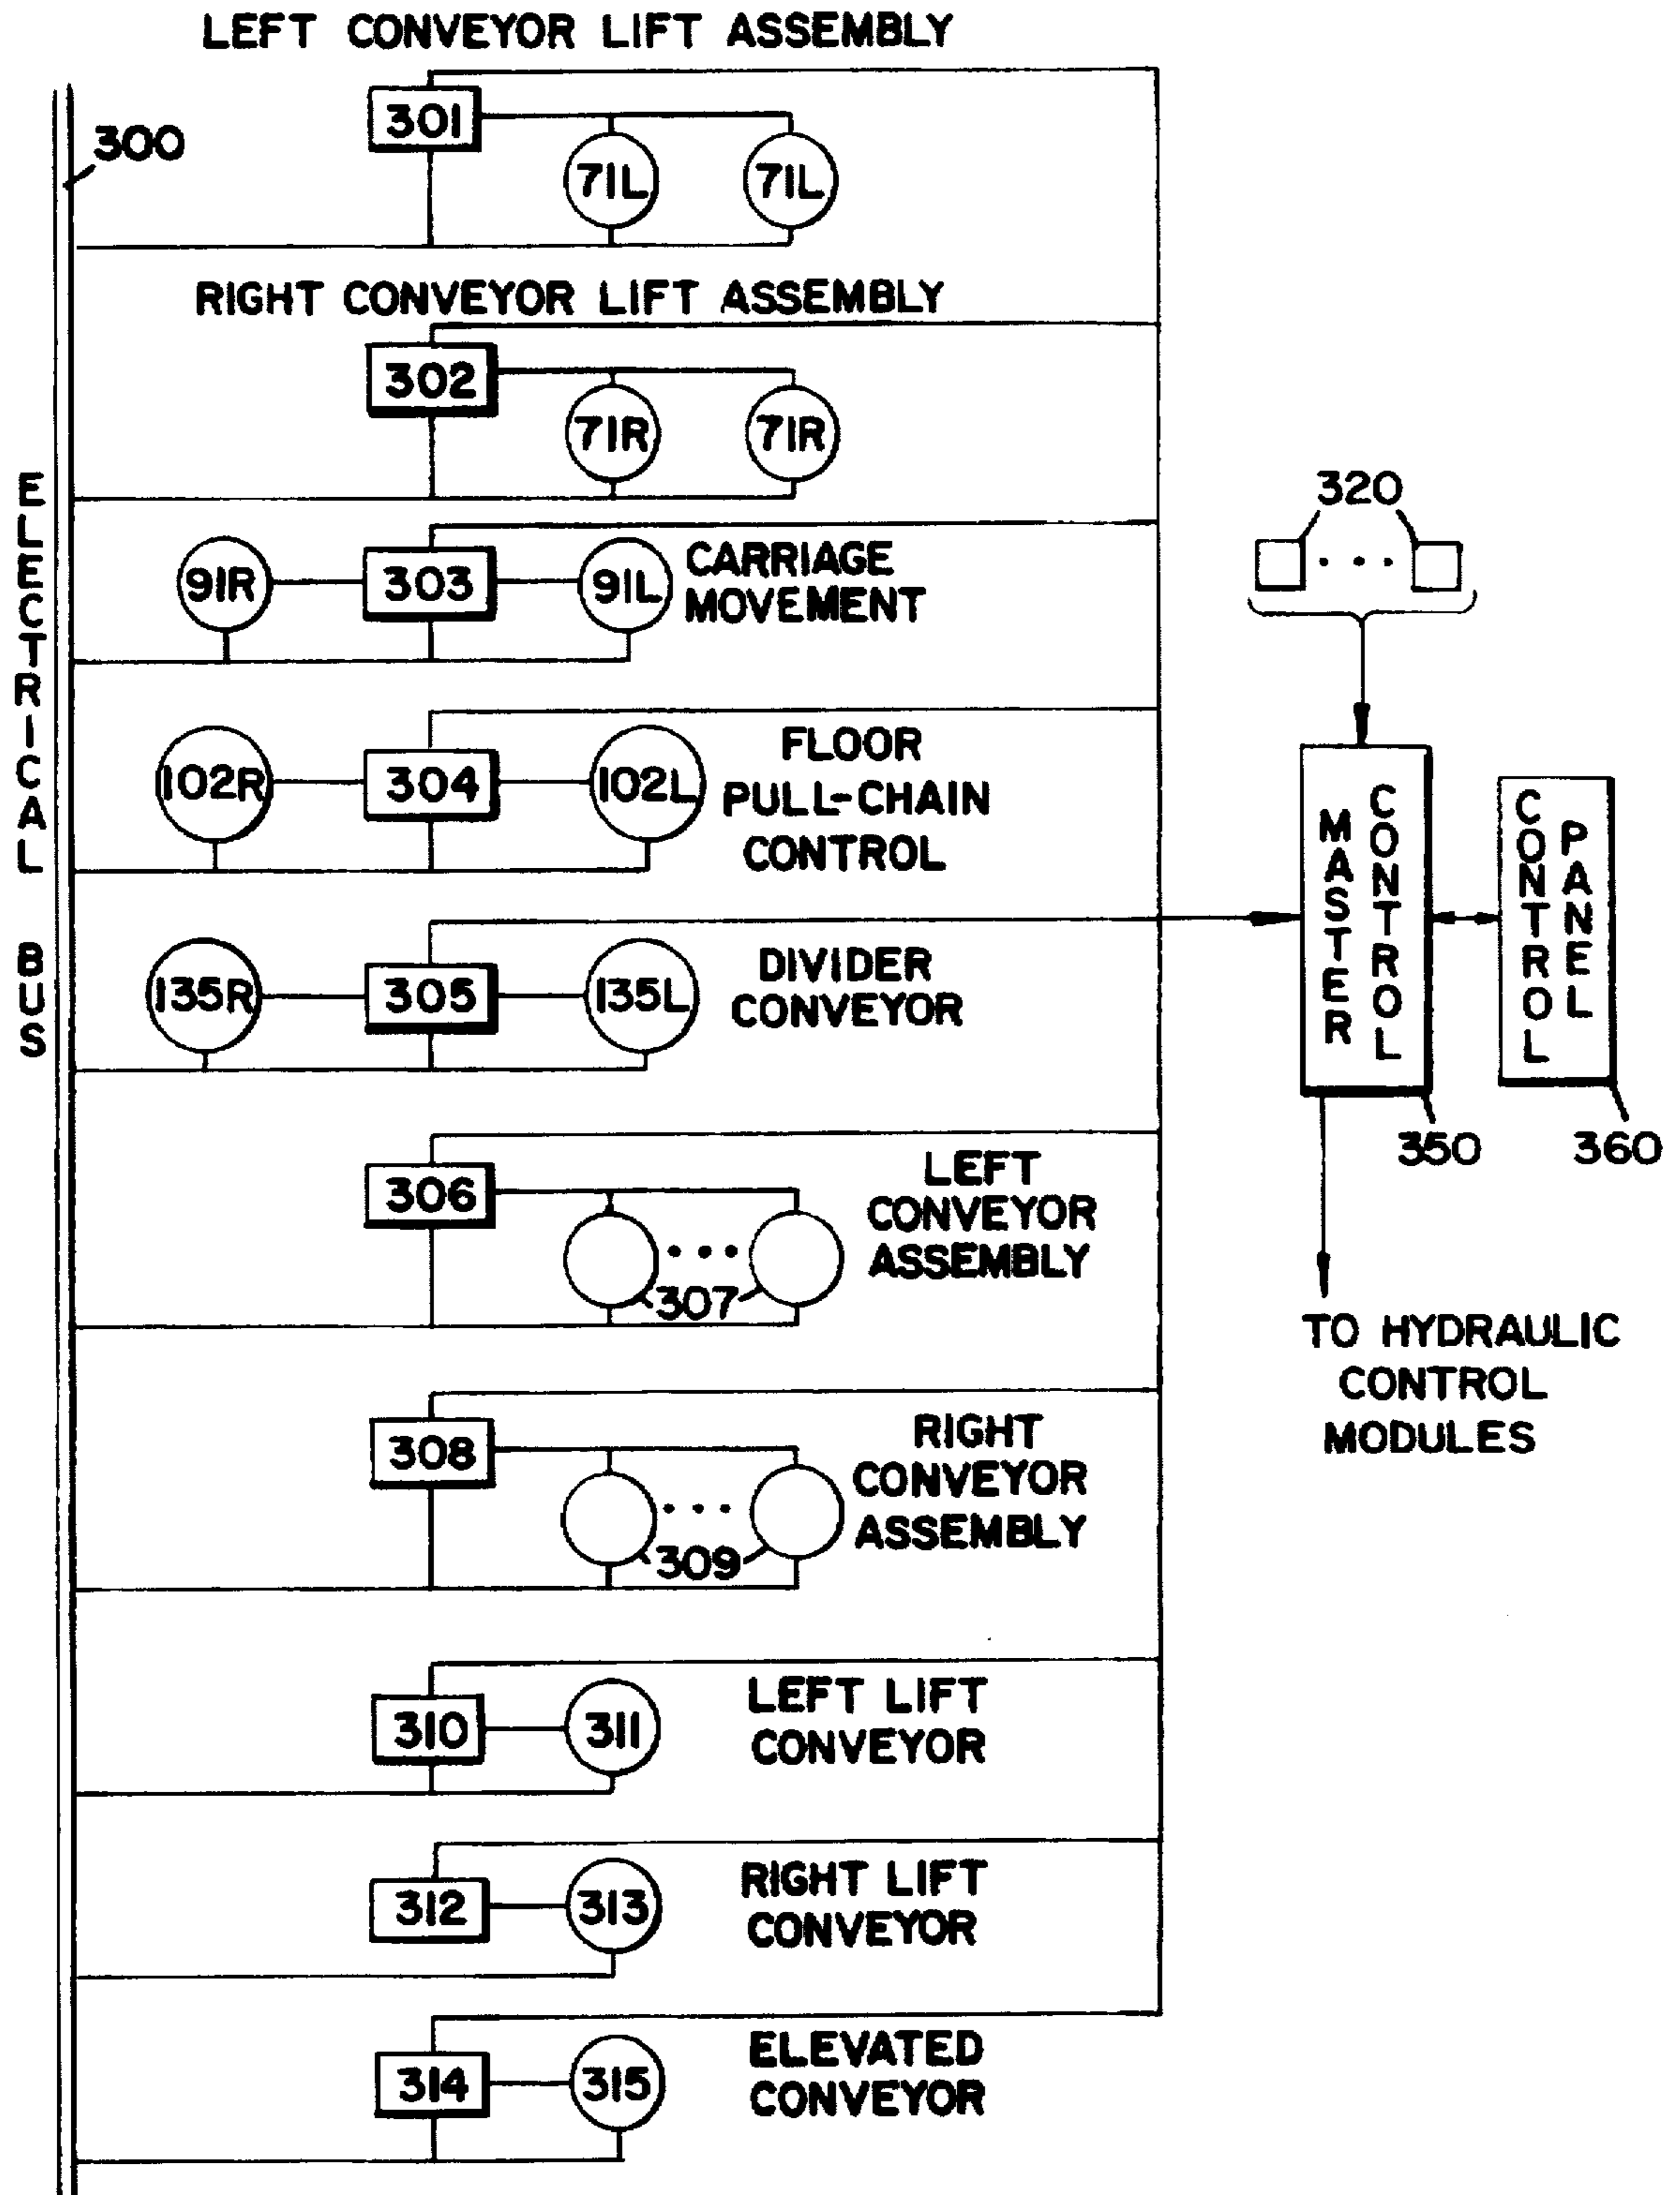 LEFT CONVEYOR LIFT ASSEMBLY
300
301
71L
71L
RIGHT CONVEYOR LIFT ASSEMBLY
302
71R
71R
ELECTRICAL BUS
320
91R
303
91L
CARRIAGE
MOVEMENT
102R
304
102L
FLOOR
PULL-CHAIN
CONTROL
MASTER
CONTROL
CONTROL
PANEL
135R
305
135L
DIVIDER
CONVEYOR
350
360
306
307
LEFT
CONVEYOR
ASSEMBLY
TO HYDRAULIC
CONTROL
MODULES
308
309
RIGHT
CONVEYOR
ASSEMBLY
310
311
LEFT LIFT
CONVEYOR
312
313
RIGHT LIFT
CONVEYOR
314
315
ELEVATED
CONVEYOR